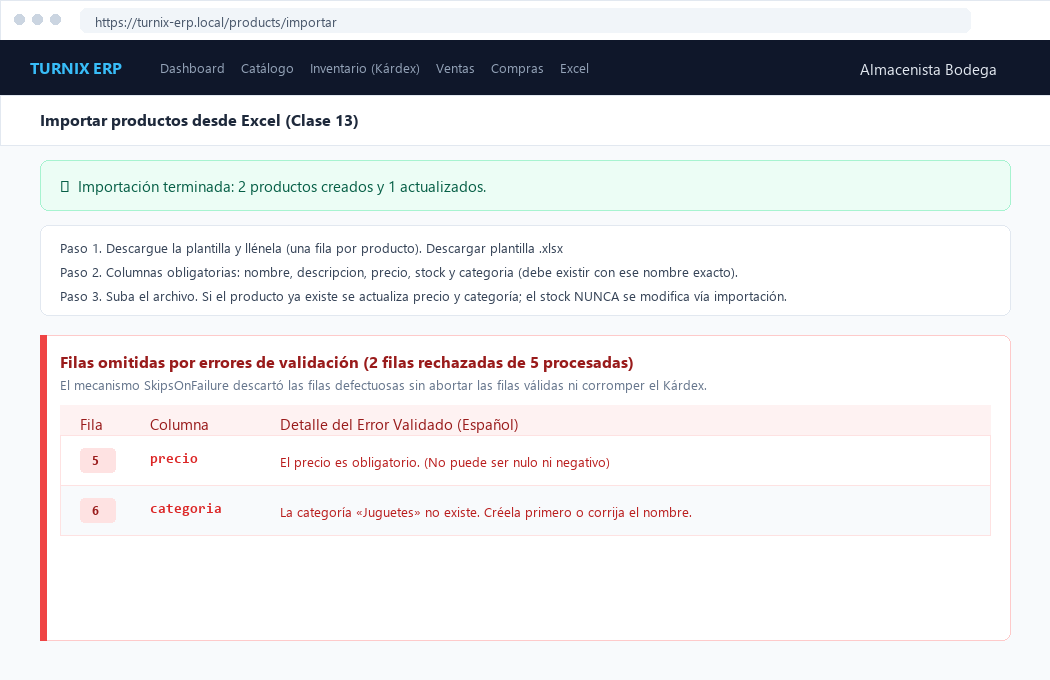 https://turnix-erp.local/products/importar
TURNIX ERP Dashboard Catálogo Inventario (Kárdex) Ventas Compras Excel Almacenista Bodega
Importar productos desde Excel (Clase 13)
Importación terminada: 2 productos creados y 1 actualizados.
Paso 1. Descargue la plantilla y llénela (una fila por producto). Descargar plantilla .xlsx
Paso 2. Columnas obligatorias: nombre, descripcion, precio, stock y categoria (debe existir con ese nombre exacto).
Paso 3. Suba el archivo. Si el producto ya existe se actualiza precio y categoría; el stock NUNCA se modifica vía importación.
Filas omitidas por errores de validación (2 filas rechazadas de 5 procesadas)
El mecanismo SkipsOnFailure descartó las filas defectuosas sin abortar las filas válidas ni corromper el Kárdex.
Fila Columna Detalle del Error Validado (Español)
5 precio El precio es obligatorio. (No puede ser nulo ni negativo)
6 categoria La categoría «Juguetes» no existe. Créela primero o corrija el nombre.